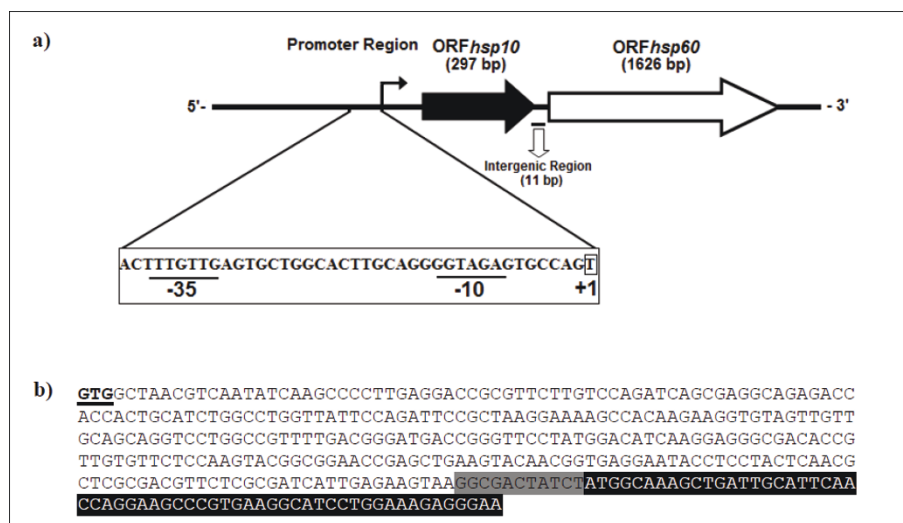 a)
Promoter Region
ORFhsp10
(297 bp)
ORFhsp60
(1626 bp)
5'-
- 3'
Intergenic Region
(11 bp)
ACTTTGTTGAGTGCTGGCACTTGCAGGGGTAGAGTGCCAGT
-35
-10
+1
b)
GTGGCTAACGTCAATATCAAGCCCCTTGAGGACCGCGTTCTTGTCCAGATCAGCGAGGCAGAGACC
ACCACTGCATCTGGCCTGGTTATTCCAGATTCCGCTAAGGAAAAGCCACAAGAAGGTGTAGTTGTT
GCAGCAGGTCCTGGCCGTTTTGACGGGATGACCGGGTTCCTATGGACATCAAGGAGGGCGACACCG
TTGTGTTCTCCAAGTACGGCGGAACCGAGCTGAAGTACAACGGTGAGGAATACCTCCTACTCAACG
CTCGCGACGTTCTCGCGATCATTGAGAAGTAAGGCGACTATCTATGGCAAAGCTGATTGCATTCAA
CCAGGAAGCCCGTGAAGGCATCCTGGAAAGAGGGAA